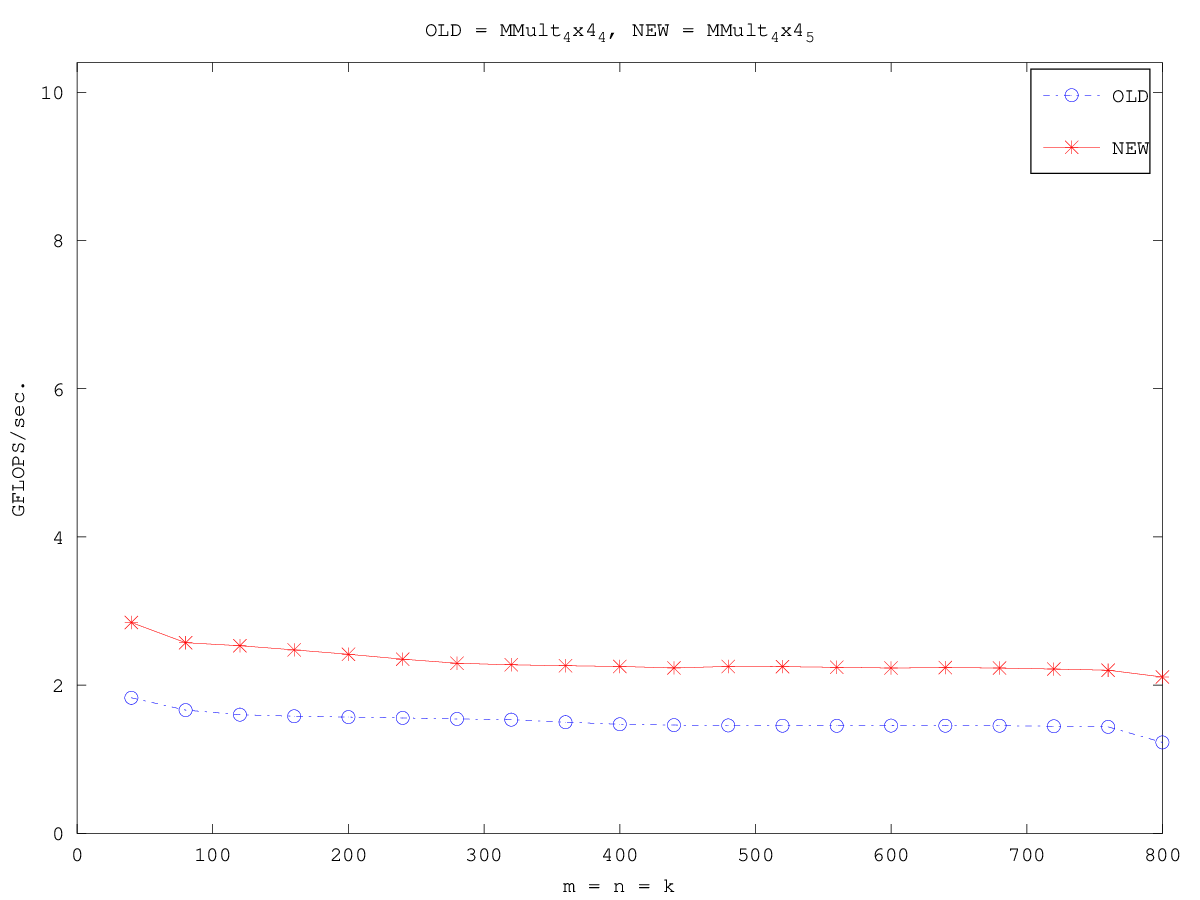 OLD = MMult₄x4₄, NEW = MMult₄x4₅
OLD
NEW
10
8
6
4
2
0
GFLOPS/sec.
0 100 200 300 400 500 600 700 800
m = n = k